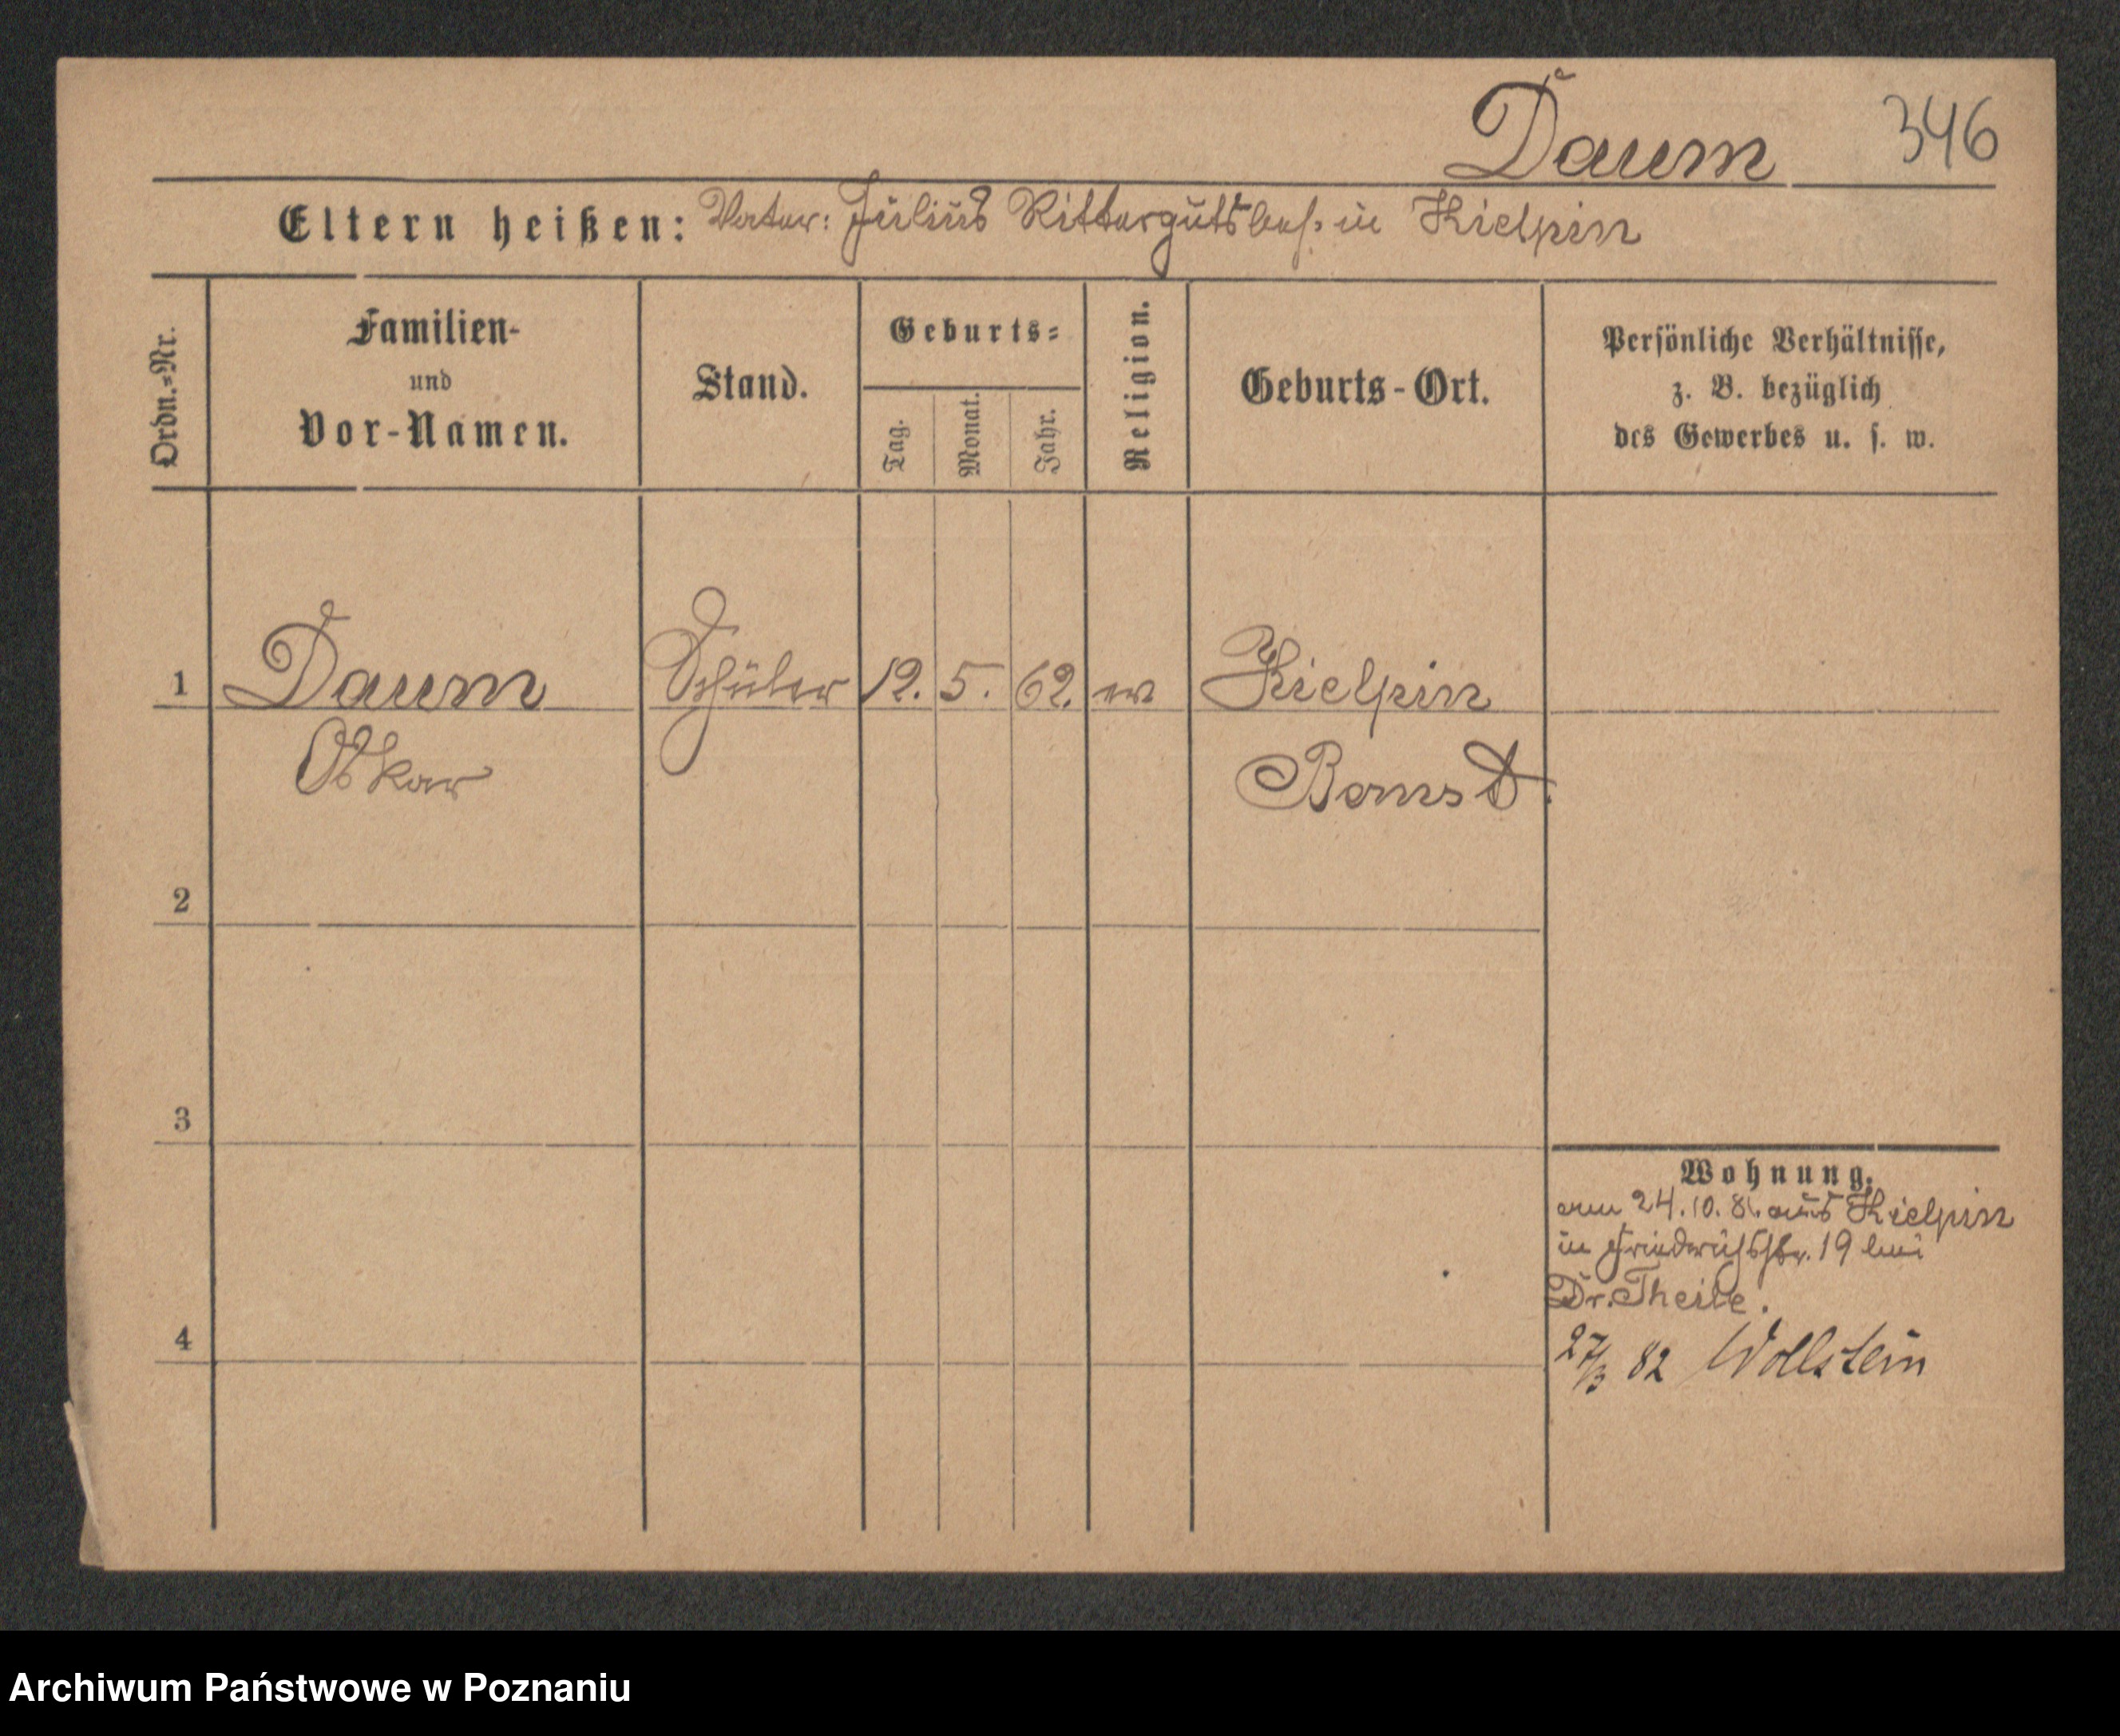 Daum 346
Eltern heißen: Vater: Julius Rittergutsbes. in Kielpin
Ordn.-Nr.
Familien-
und
Vor-Namen.
Stand.
Geburts-
Tag.
Monat.
Jahr.
Religion.
Geburts-Ort.
Persönliche Verhältnisse,
z. B. bezüglich
des Gewerbes u. s. w.
1 Daum Schüler 12. 5. 62. ev Kielpin
Oskar Bomst.
2
3
4
Wohnung.
am 24.10.81. aus Kielpin
in Friedrichstr. 19 bei
Dr. Theile.
27/3 82 Wollstein
Archiwum Państwowe w Poznaniu